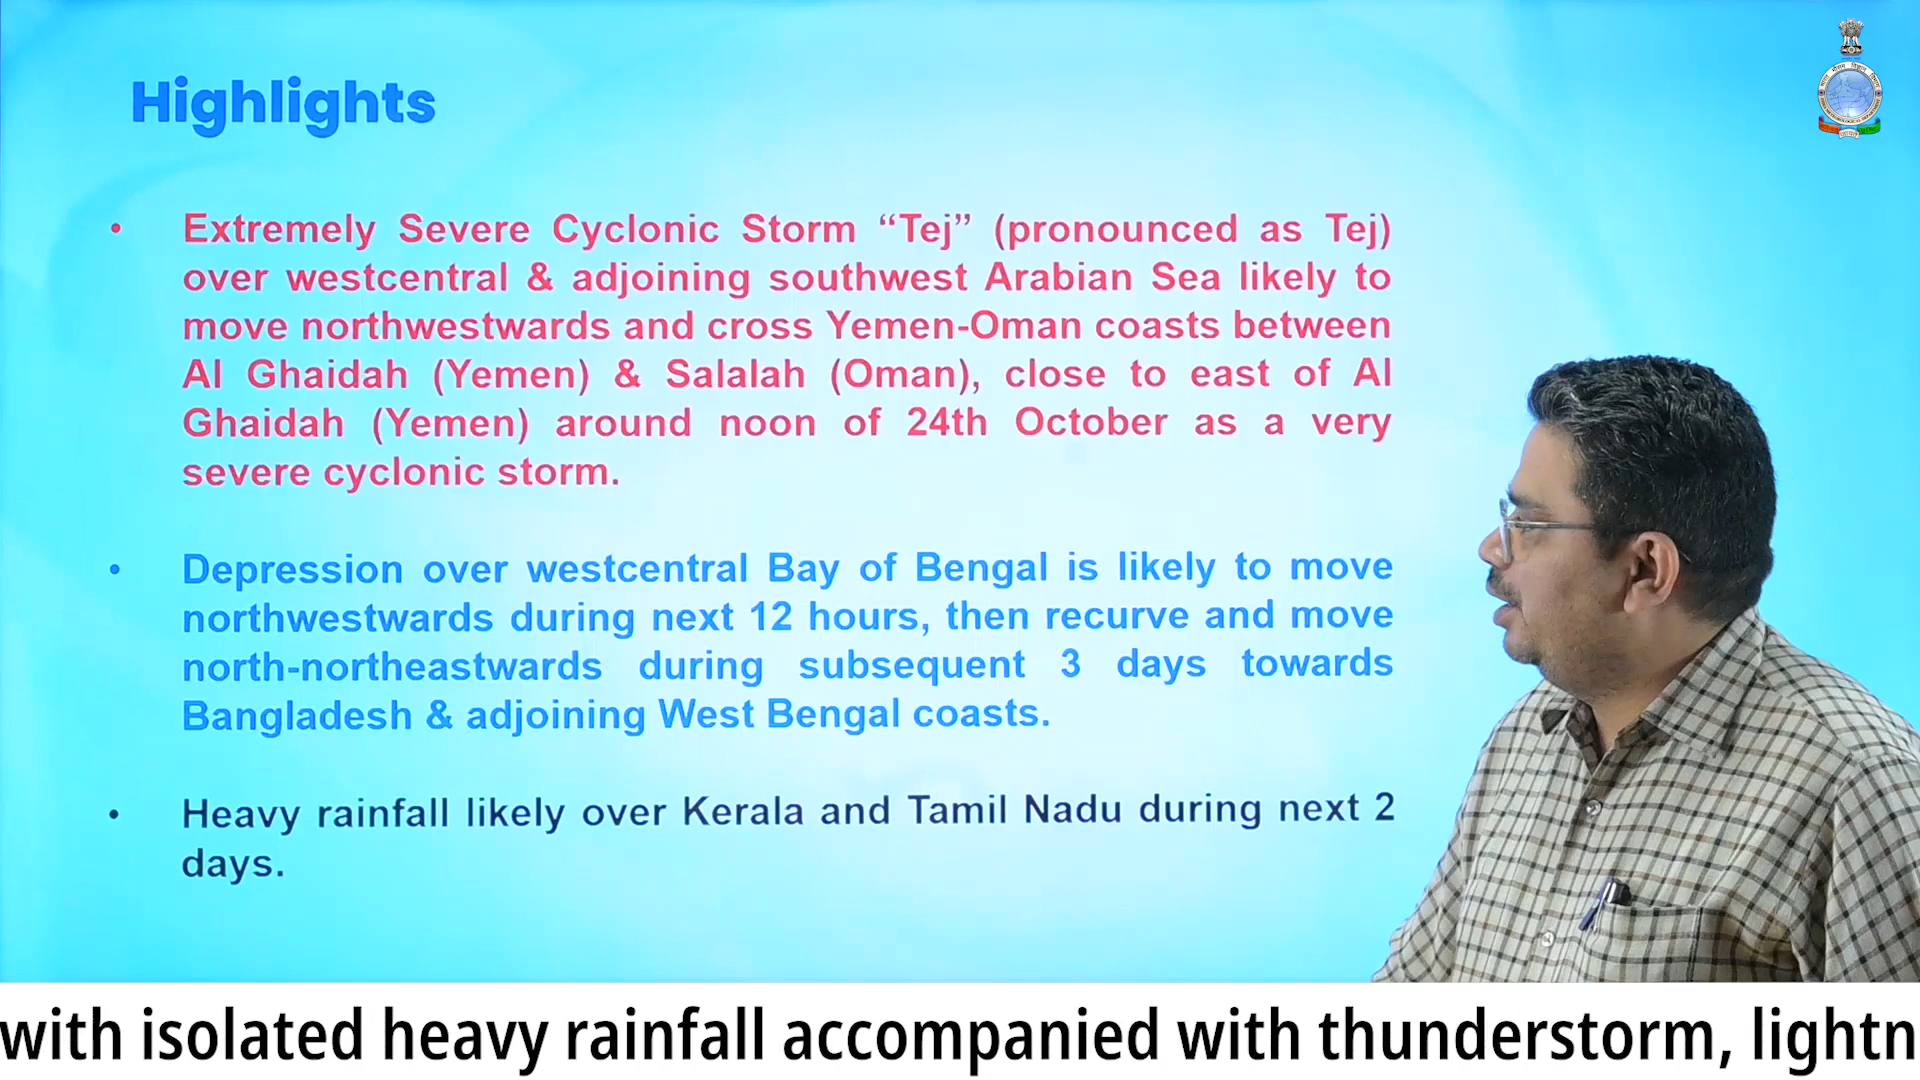 Highlights
• Extremely Severe Cyclonic Storm “Tej” (pronounced as Tej)
over westcentral & adjoining southwest Arabian Sea likely to
move northwestwards and cross Yemen-Oman coasts between
Al Ghaidah (Yemen) & Salalah (Oman), close to east of Al
Ghaidah (Yemen) around noon of 24th October as a very
severe cyclonic storm.
• Depression over westcentral Bay of Bengal is likely to move
northwestwards during next 12 hours, then recurve and move
north-northeastwards during subsequent 3 days towards
Bangladesh & adjoining West Bengal coasts.
• Heavy rainfall likely over Kerala and Tamil Nadu during next 2
days.
with isolated heavy rainfall accompanied with thunderstorm, lightn